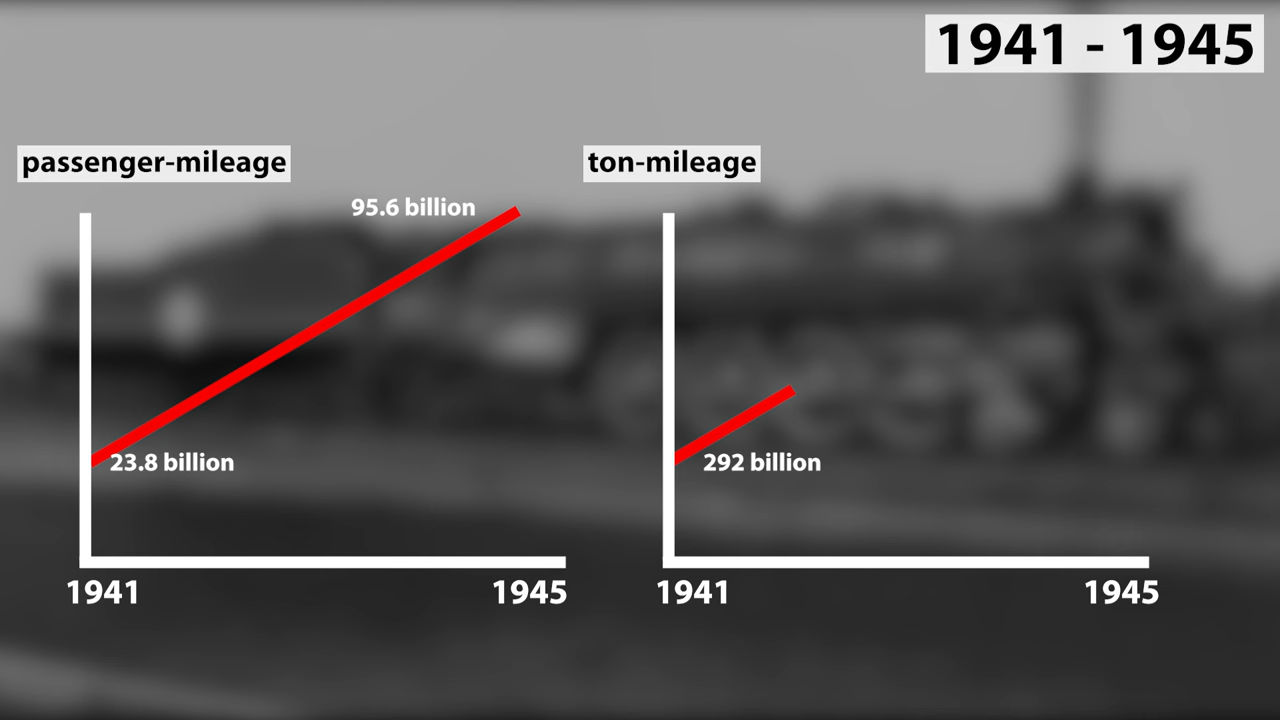 1941 - 1945
passenger-mileage
95.6 billion
23.8 billion
1941
1945
ton-mileage
292 billion
1941
1945